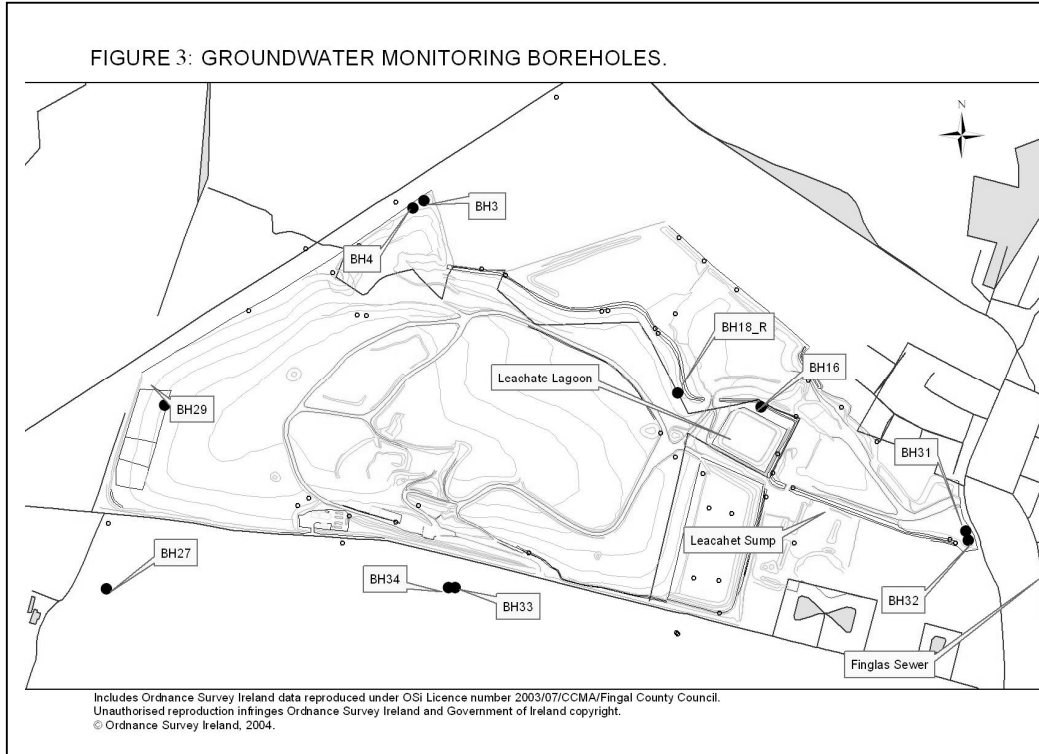 FIGURE 3: GROUNDWATER MONITORING BOREHOLES.
N
BH3
BH4
BH18_R
BH16
Leachate Lagoon
BH29
BH31
Leacahet Sump
BH27
BH34
BH33
BH32
Finglas Sewer
Includes Ordnance Survey Ireland data reproduced under OSi Licence number 2003/07/CCMA/Fingal County Council.
Unauthorised reproduction infringes Ordnance Survey Ireland and Government of Ireland copyright.
© Ordnance Survey Ireland, 2004.